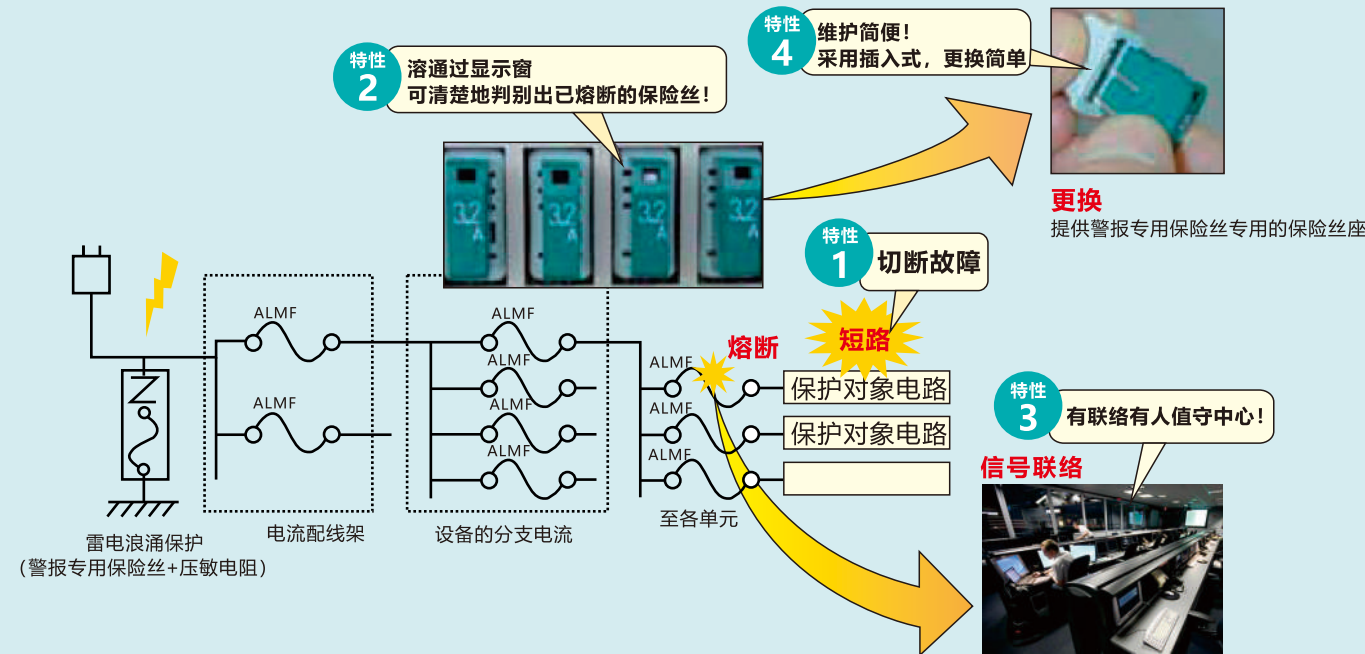 特性
4
维护简便！
采用插入式，更换简单
特性
2
溶通过显示窗
可清楚地判别出已熔断的保险丝！
3.2
A
3.2
A
3.2
A
3.2
A
更换
提供警报专用保险丝专用的保险丝座
特性
1
切断故障
短路
熔断
ALMF
ALMF
ALMF
ALMF
ALMF
ALMF
ALMF
ALMF
ALMF
保护对象电路
保护对象电路
特性
3
有联络有人值守中心！
信号联络
至各单元
电流配线架
设备的分支电流
雷电浪涌保护
（警报专用保险丝+压敏电阻）